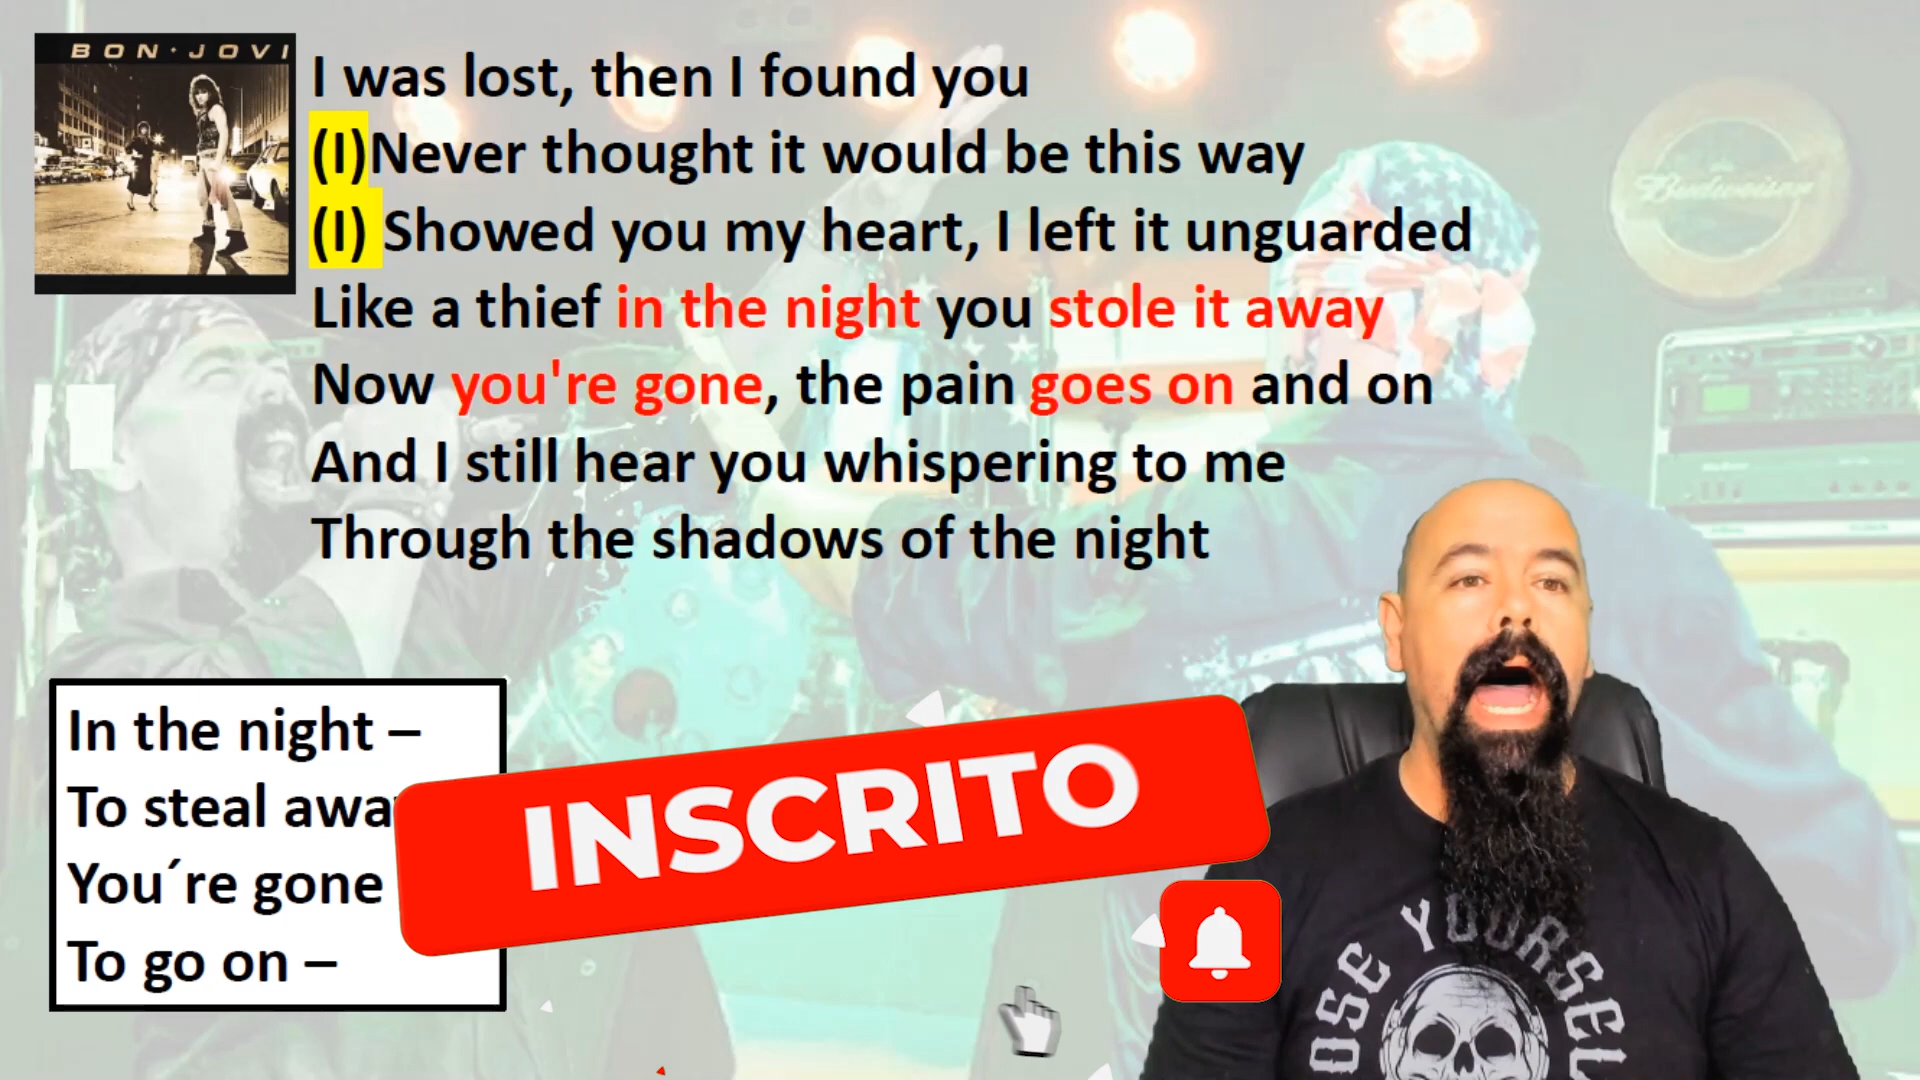 BON·JOVI
I was lost, then I found you
(I)Never thought it would be this way
(I) Showed you my heart, I left it unguarded
Like a thief in the night you stole it away
Now you're gone, the pain goes on and on
And I still hear you whispering to me
Through the shadows of the night
Budweiser
In the night –
To steal awa
You´re gone
To go on –
INSCRITO
OSE YOURSEL